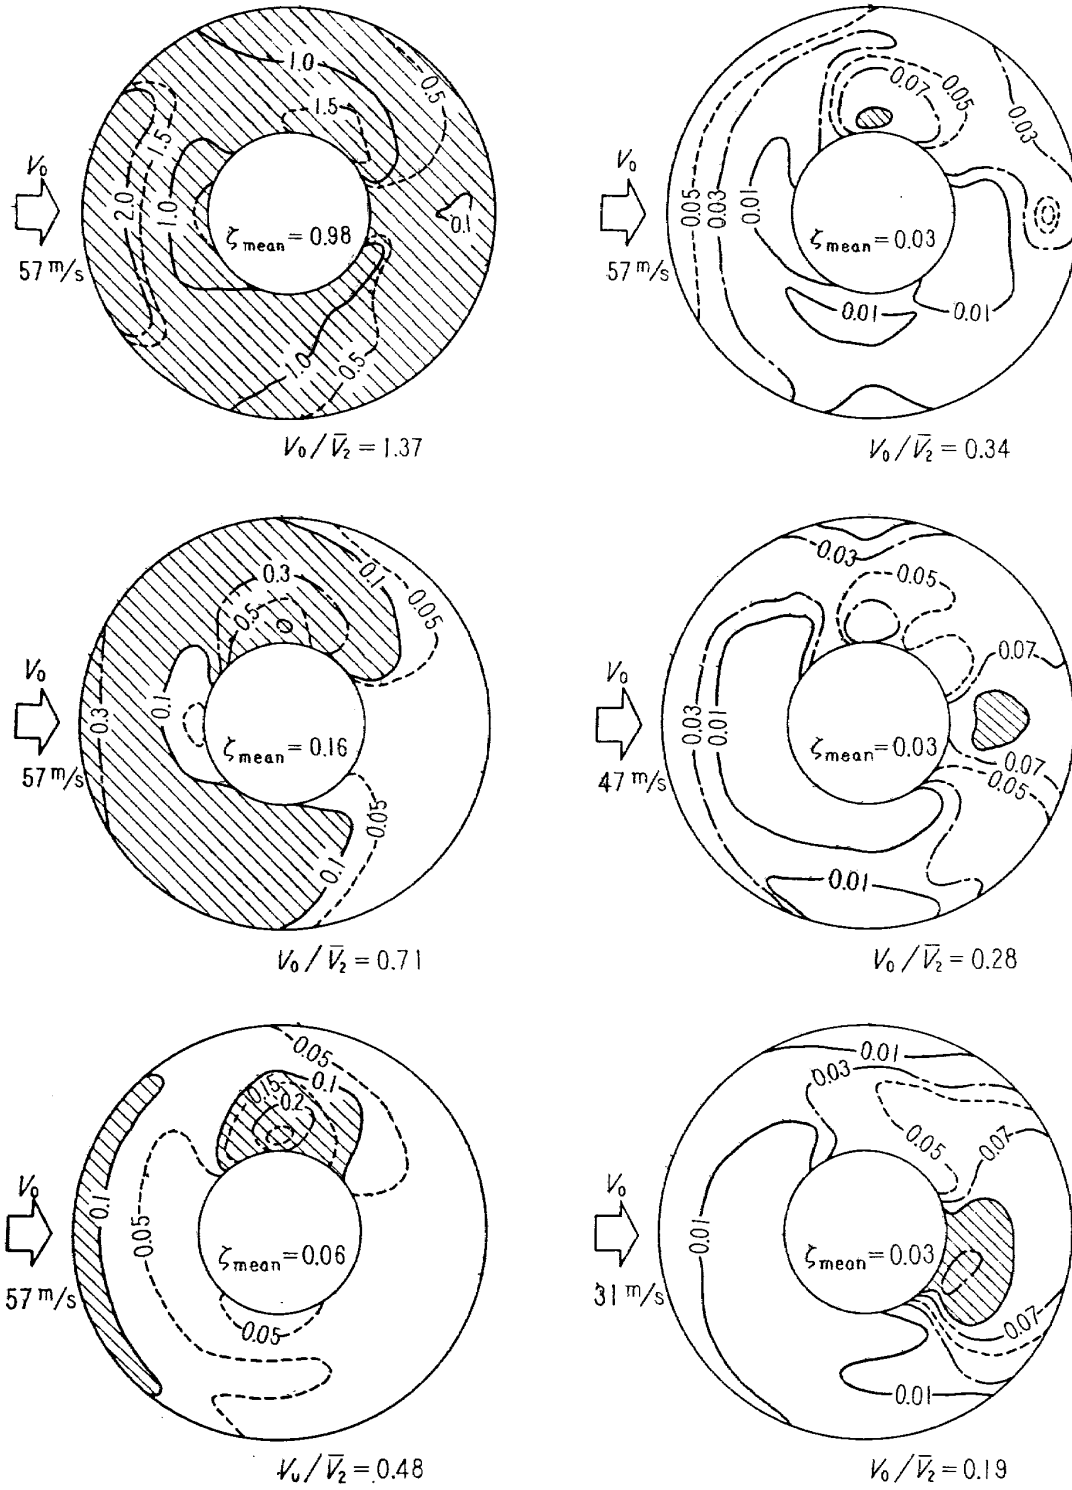 1.0
0.5
1.5
1.5
2.0
1.0
0.1
V₀
57 m/s
ζmean = 0.98
1.0
0.5
V₀/V̄₂ = 1.37
0.07
0.05
0.03
0.05
0.03
0.01
V₀
57 m/s
ζmean = 0.03
0.01
0.01
V₀/V̄₂ = 0.34
0.3
0.1
0.05
0.5
0.1
0.3
V₀
57 m/s
ζmean = 0.16
0.05
0.1
V₀/V̄₂ = 0.71
0.03
0.05
0.07
0.03
0.01
V₀
47 m/s
ζmean = 0.03
0.07
0.05
0.01
V₀/V̄₂ = 0.28
0.05
0.15
0.1
0.2
0.1
0.05
V₀
57 m/s
ζmean = 0.06
0.05
Vᵤ/V̄₂ = 0.48
0.01
0.03
0.05
0.07
0.01
V₀
31 m/s
ζmean = 0.03
0.07
0.01
V₀/V̄₂ = 0.19